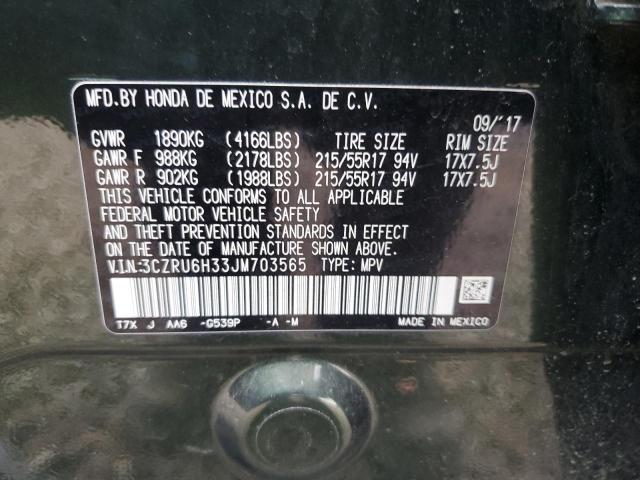 MFD.BY HONDA DE MEXICO S.A. DE C.V.
09/'17
GVWR 1890KG (4166LBS) TIRE SIZE RIM SIZE
GAWR F 988KG (2178LBS) 215/55R17 94V 17X7.5J
GAWR R 902KG (1988LBS) 215/55R17 94V 17X7.5J
THIS VEHICLE CONFORMS TO ALL APPLICABLE
FEDERAL MOTOR VEHICLE SAFETY
AND THEFT PREVENTION STANDARDS IN EFFECT
ON THE DATE OF MANUFACTURE SHOWN ABOVE.
V.I.N.:3CZRU6H33JM703565 TYPE: MPV
T7X J AA6 -G539P -A -M MADE IN MEXICO